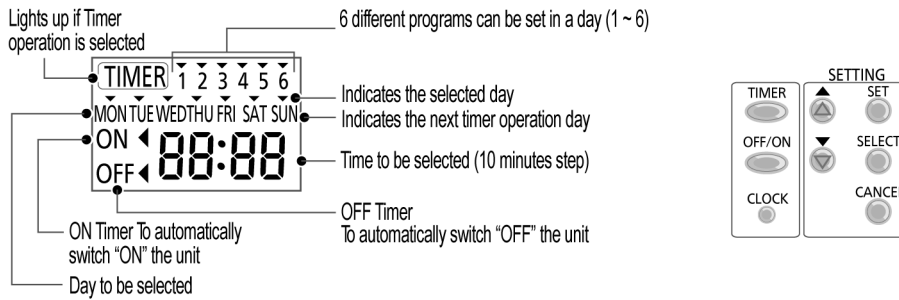 Lights up if Timer
operation is selected
6 different programs can be set in a day (1 ~ 6)
TIMER 1 2 3 4 5 6
MON TUE WED THU FRI SAT SUN
ON
OFF
88:88
Indicates the selected day
Indicates the next timer operation day
Time to be selected (10 minutes step)
OFF Timer
To automatically switch “OFF” the unit
ON Timer To automatically
switch “ON” the unit
Day to be selected
SETTING
TIMER
SET
OFF/ON
SELECT
CLOCK
CANCEL